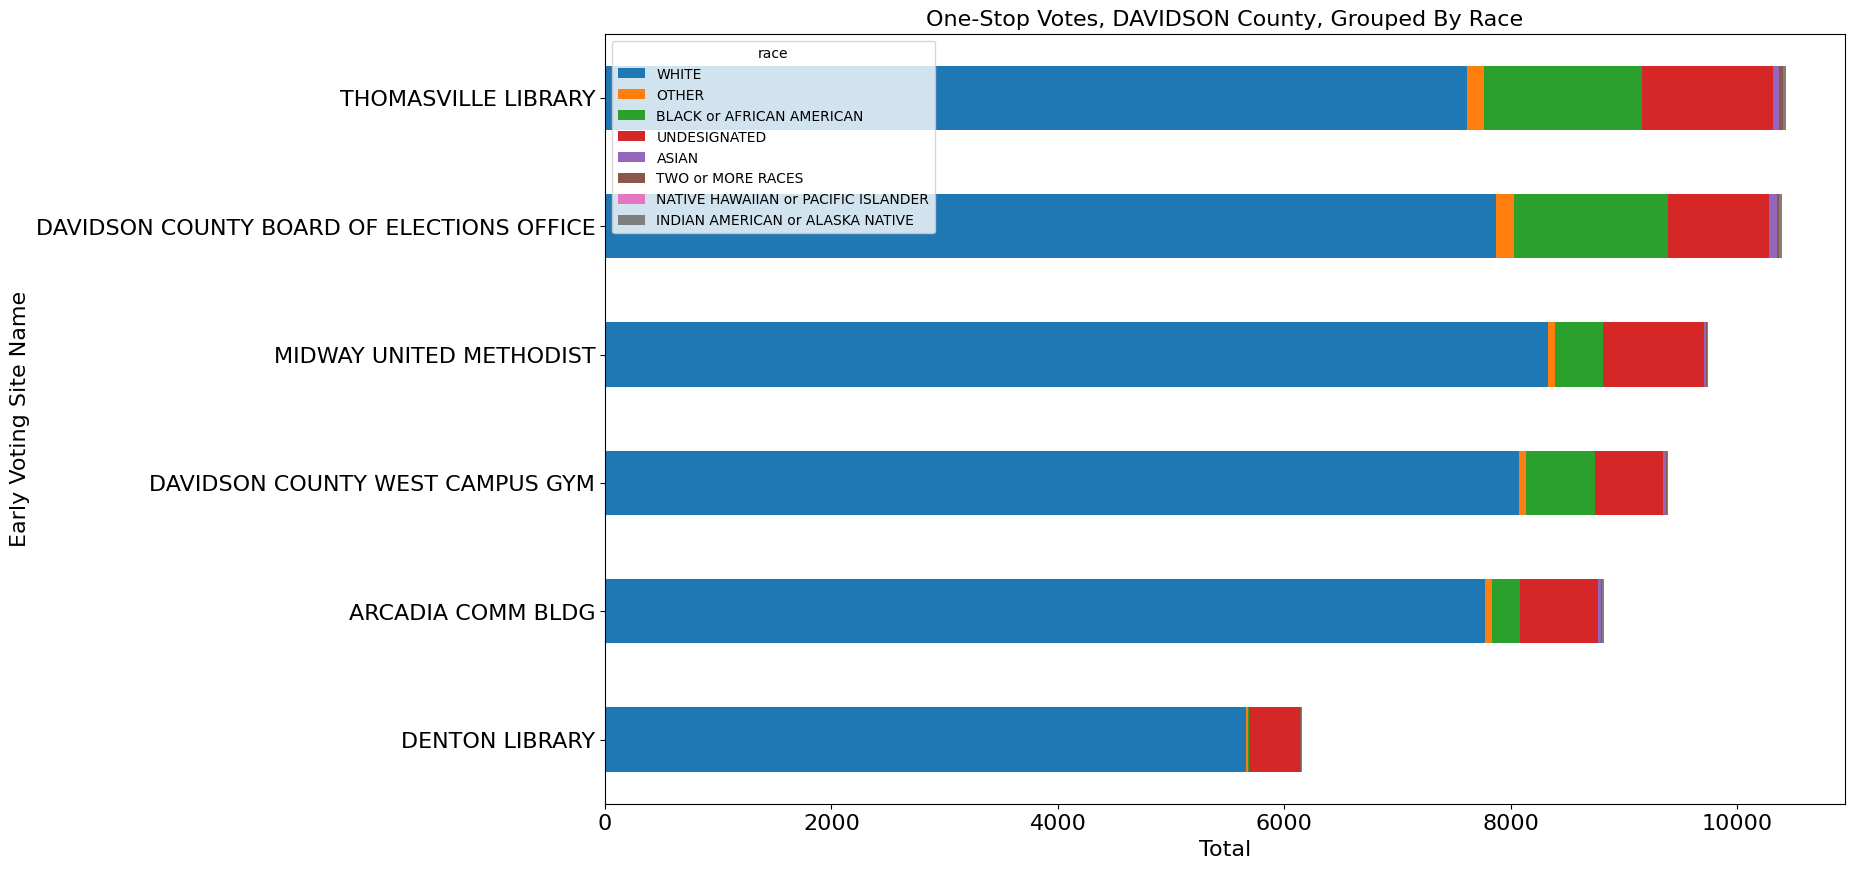 One-Stop Votes, DAVIDSON County, Grouped By Race
race
WHITE
OTHER
BLACK or AFRICAN AMERICAN
UNDESIGNATED
ASIAN
TWO or MORE RACES
NATIVE HAWAIIAN or PACIFIC ISLANDER
INDIAN AMERICAN or ALASKA NATIVE
Early Voting Site Name
THOMASVILLE LIBRARY
DAVIDSON COUNTY BOARD OF ELECTIONS OFFICE
MIDWAY UNITED METHODIST
DAVIDSON COUNTY WEST CAMPUS GYM
ARCADIA COMM BLDG
DENTON LIBRARY
0 2000 4000 6000 8000 10000
Total